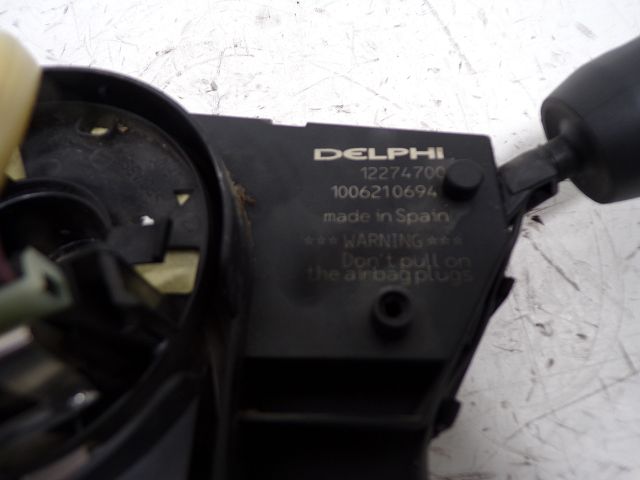 DELPHI
12274700
1006210694
made in Spain
*** WARNING ***
Don't pull on
the airbag plugs